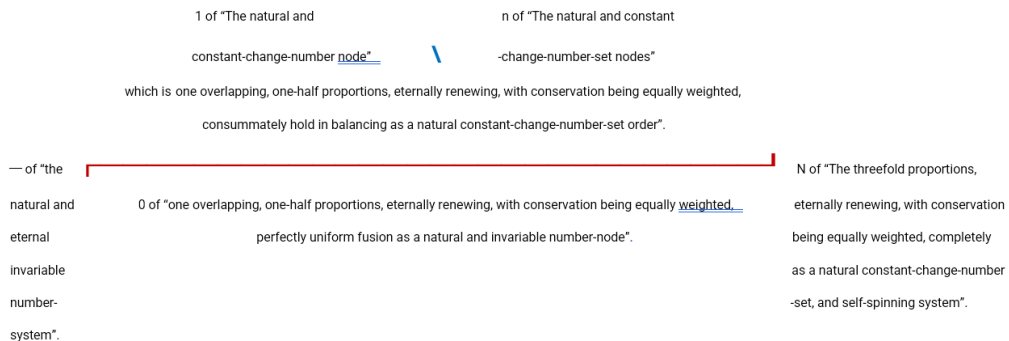 1 of “The natural and
n of “The natural and constant
constant-change-number node”
\
-change-number-set nodes”
which is one overlapping, one-half proportions, eternally renewing, with conservation being equally weighted,
consummately hold in balancing as a natural constant-change-number-set order”.
— of “the
natural and
eternal
invariable
number-
system”.
0 of “one overlapping, one-half proportions, eternally renewing, with conservation being equally weighted,
perfectly uniform fusion as a natural and invariable number-node”.
N of “The threefold proportions,
eternally renewing, with conservation
being equally weighted, completely
as a natural constant-change-number
-set, and self-spinning system”.